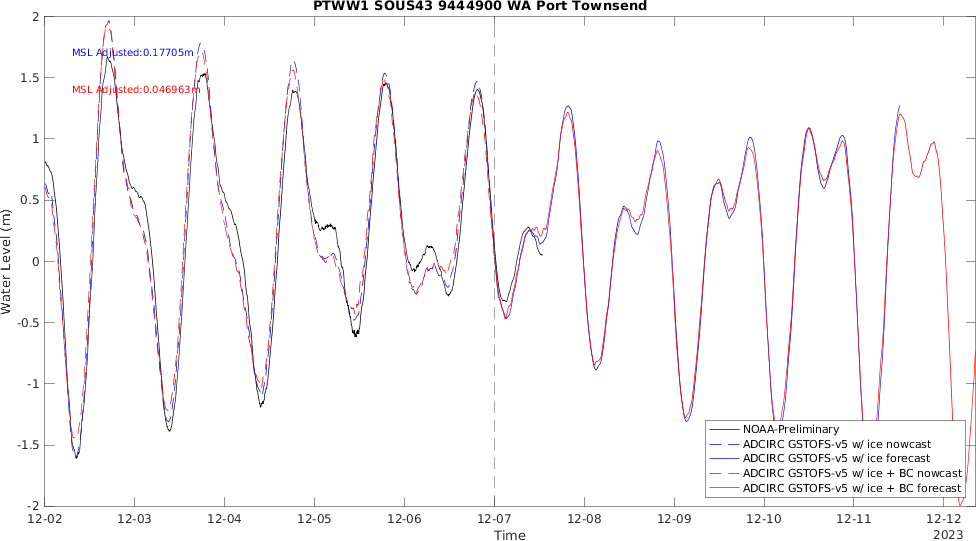 PTWW1 SOUS43 9444900 WA Port Townsend
MSL Adjusted:0.17705m
MSL Adjusted:0.046963m
Water Level (m)
2
1.5
1
0.5
0
-0.5
-1
-1.5
-2
12-02 12-03 12-04 12-05 12-06 12-07 12-08 12-09 12-10 12-11 12-12
2023
Time
NOAA-Preliminary
ADCIRC GSTOFS-v5 w/ ice nowcast
ADCIRC GSTOFS-v5 w/ ice forecast
ADCIRC GSTOFS-v5 w/ ice + BC nowcast
ADCIRC GSTOFS-v5 w/ ice + BC forecast